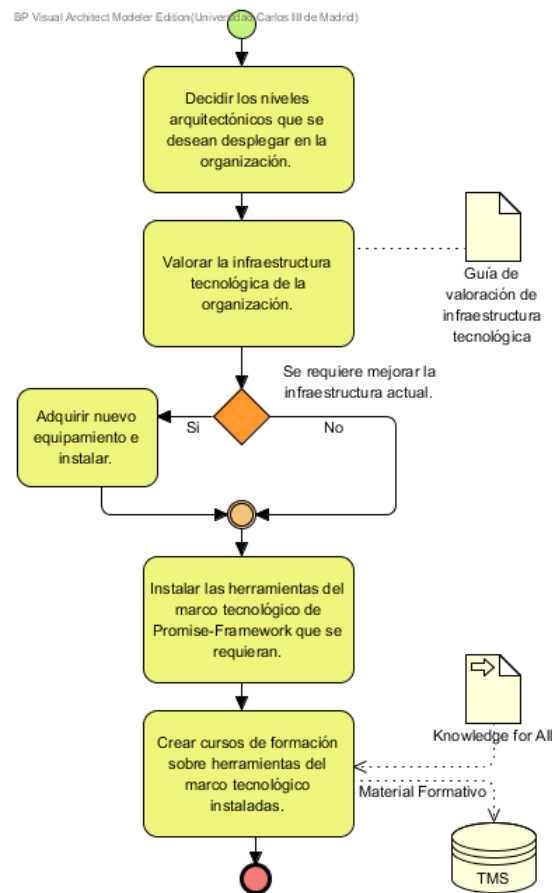 BP Visual Architect Modeler Edition(Universidad Carlos III de Madrid)
Decidir los niveles
arquitectónicos que se
desean desplegar en la
organización.
Valorar la infraestructura
tecnológica de la
organización.
Guía de
valoración de
infraestructura
tecnológica
Se requiere mejorar la
infraestructura actual.
Adquirir nuevo
equipamiento e
instalar.
Si
No
Instalar las herramientas del
marco tecnológico de
Promise-Framework que se
requieran.
Knowledge for All
Crear cursos de formación
sobre herramientas del
marco tecnológico
instaladas.
Material Formativo
TMS